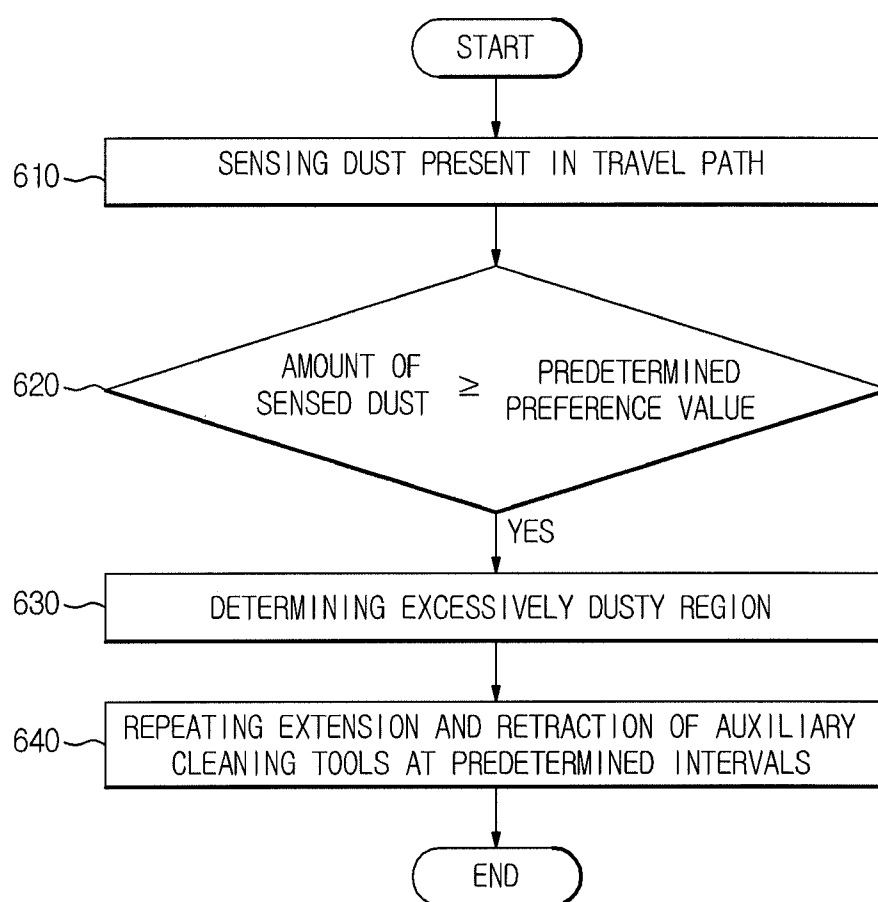 START
610
SENSING DUST PRESENT IN TRAVEL PATH
620
AMOUNT OF SENSED DUST ≥ PREDETERMINED PREFERENCE VALUE
YES
630
DETERMINING EXCESSIVELY DUSTY REGION
640
REPEATING EXTENSION AND RETRACTION OF AUXILIARY
CLEANING TOOLS AT PREDETERMINED INTERVALS
END